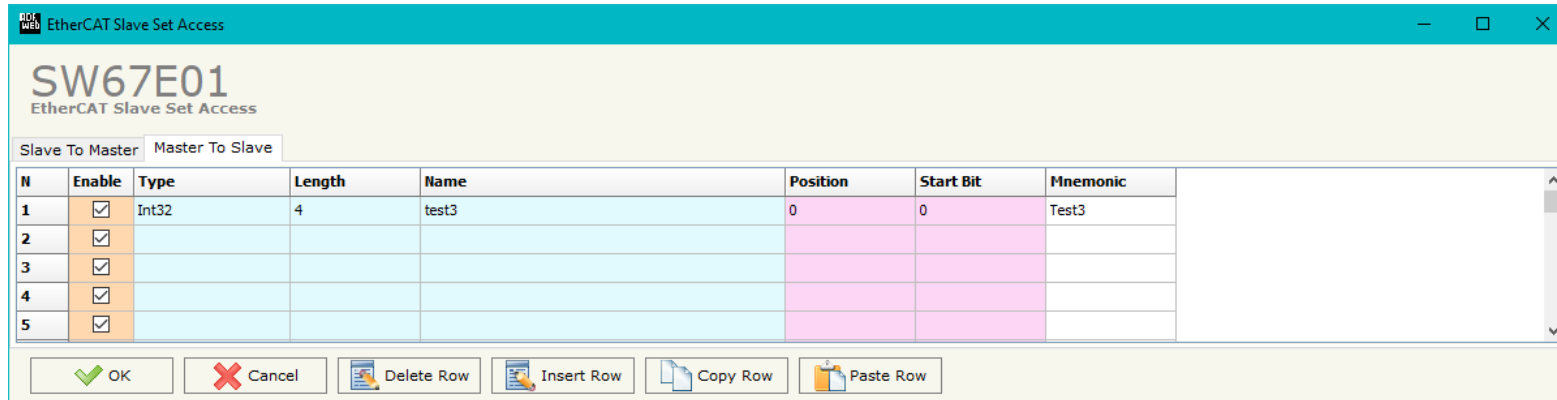 ADF WEB EtherCAT Slave Set Access
SW67E01
EtherCAT Slave Set Access
Slave To Master Master To Slave
N Enable Type Length Name Position Start Bit Mnemonic
1 Int32 4 test3 0 0 Test3
2
3
4
5
OK Cancel Delete Row Insert Row Copy Row Paste Row